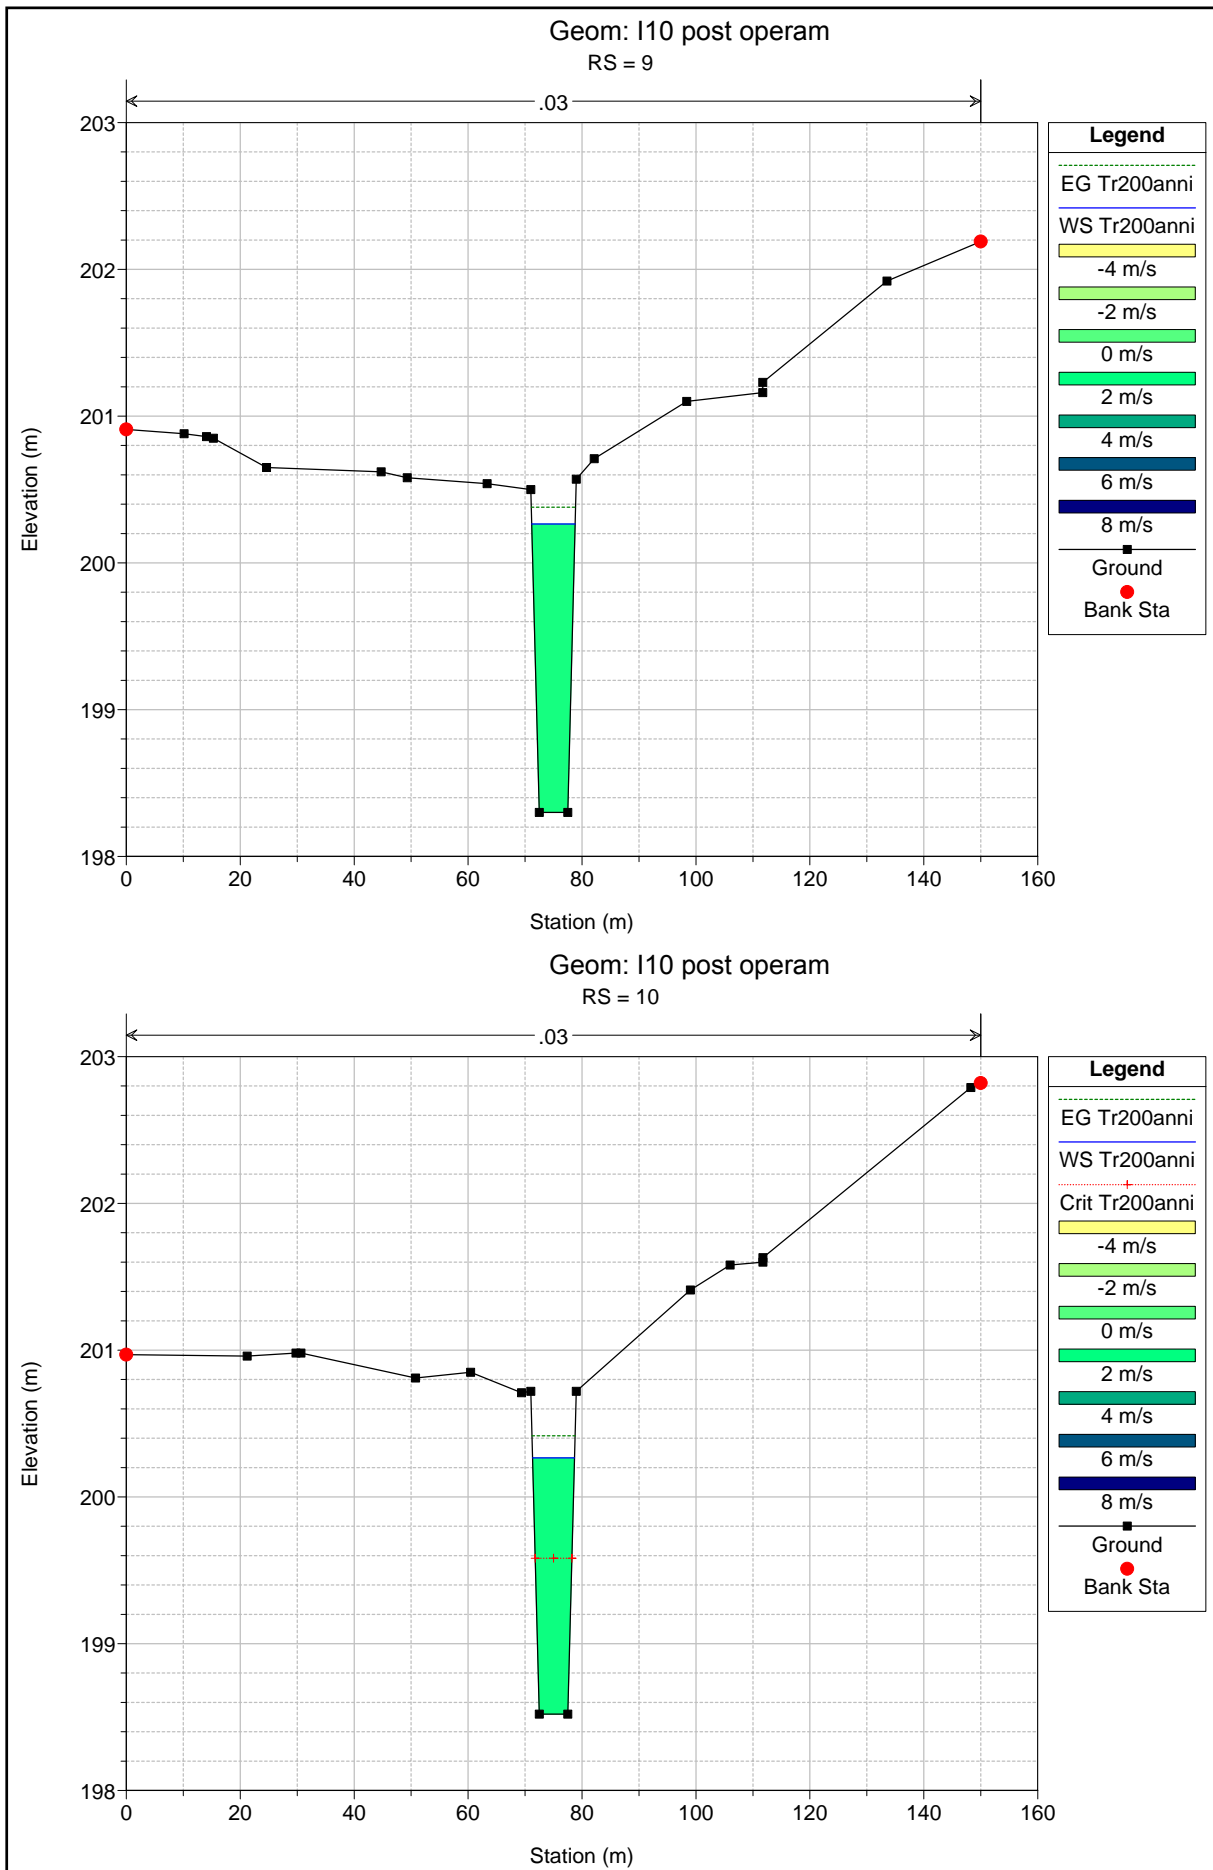 Geom: I10 post operam
RS = 9
.03
203
202
201
200
199
198
Elevation (m)
0 20 40 60 80 100 120 140 160
Station (m)
Legend
EG Tr200anni
WS Tr200anni
-4 m/s
-2 m/s
0 m/s
2 m/s
4 m/s
6 m/s
8 m/s
Ground
Bank Sta
Geom: I10 post operam
RS = 10
.03
203
202
201
200
199
198
Elevation (m)
0 20 40 60 80 100 120 140 160
Station (m)
Legend
EG Tr200anni
WS Tr200anni
Crit Tr200anni
-4 m/s
-2 m/s
0 m/s
2 m/s
4 m/s
6 m/s
8 m/s
Ground
Bank Sta